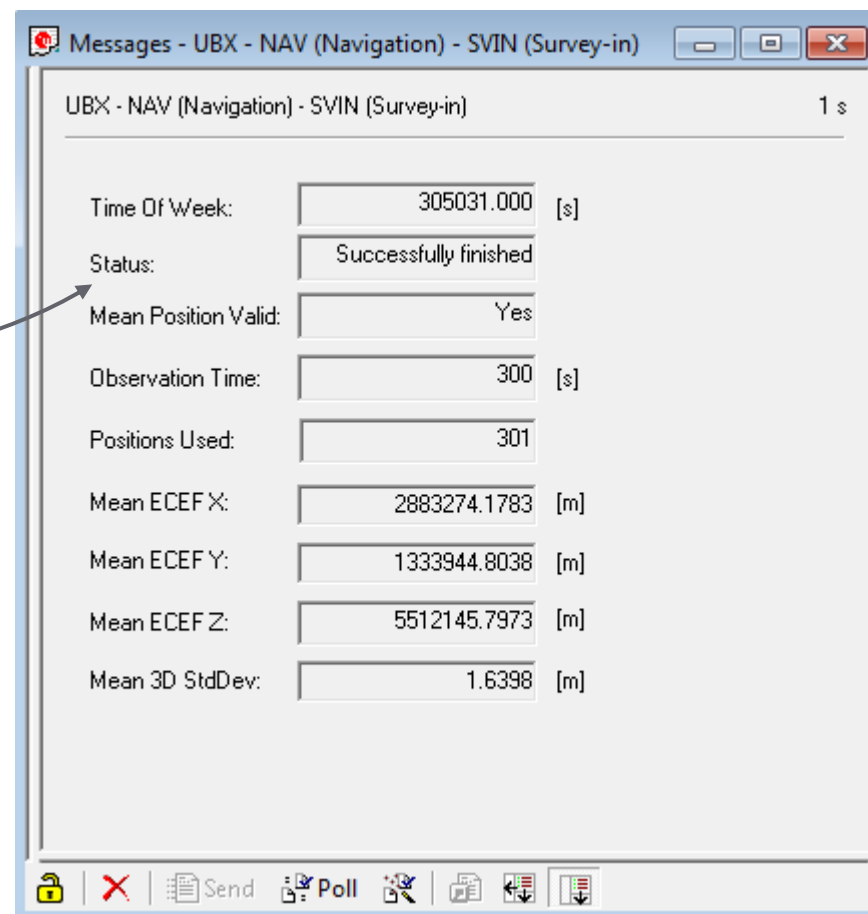 Messages - UBX - NAV (Navigation) - SVIN (Survey-in)
UBX - NAV (Navigation) - SVIN (Survey-in) 1 s
Time Of Week: 305031.000 [s]
Status: Successfully finished
Mean Position Valid: Yes
Observation Time: 300 [s]
Positions Used: 301
Mean ECEF X: 2883274.1783 [m]
Mean ECEF Y: 1333944.8038 [m]
Mean ECEF Z: 5512145.7973 [m]
Mean 3D StdDev: 1.6398 [m]
Send Poll